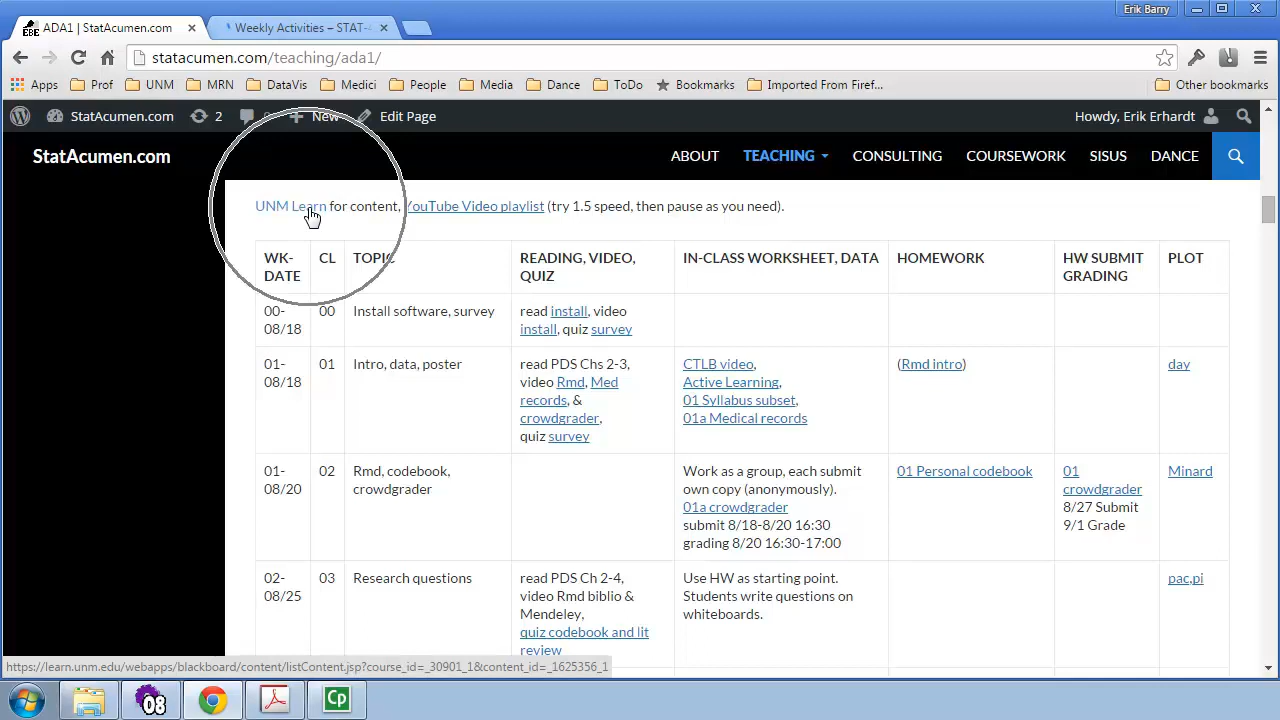 Erik Barry
ADA1 | StatAcumen.com
Weekly Activities – STAT-4
statacumen.com/teaching/ada1/
Apps Prof UNM MRN DataVis Medici People Media Dance ToDo Bookmarks Imported From Firef... Other bookmarks
StatAcumen.com 2 New Edit Page Howdy, Erik Erhardt
StatAcumen.com ABOUT TEACHING CONSULTING COURSEWORK SISUS DANCE
UNM Learn for content, YouTube Video playlist (try 1.5 speed, then pause as you need).
WK-DATE CL TOPIC READING, VIDEO, QUIZ IN-CLASS WORKSHEET, DATA HOMEWORK HW SUBMIT GRADING PLOT
00-
08/18
00
Install software, survey
read install, video
install, quiz survey
01-
08/18
01
Intro, data, poster
read PDS Chs 2-3,
video Rmd, Med
records, &
crowdgrader,
quiz survey
CTLB video,
Active Learning,
01 Syllabus subset,
01a Medical records
(Rmd intro)
day
01-
08/20
02
Rmd, codebook,
crowdgrader
Work as a group, each submit
own copy (anonymously).
01a crowdgrader
submit 8/18-8/20 16:30
grading 8/20 16:30-17:00
01 Personal codebook
01
crowdgrader
8/27 Submit
9/1 Grade
Minard
02-
08/25
03
Research questions
read PDS Ch 2-4,
video Rmd biblio &
Mendeley,
quiz codebook and lit
review
Use HW as starting point.
Students write questions on
whiteboards.
pac,pi
https://learn.unm.edu/webapps/blackboard/content/listContent.jsp?course_id=_30901_1&content_id=_1625356_1
08
Cp